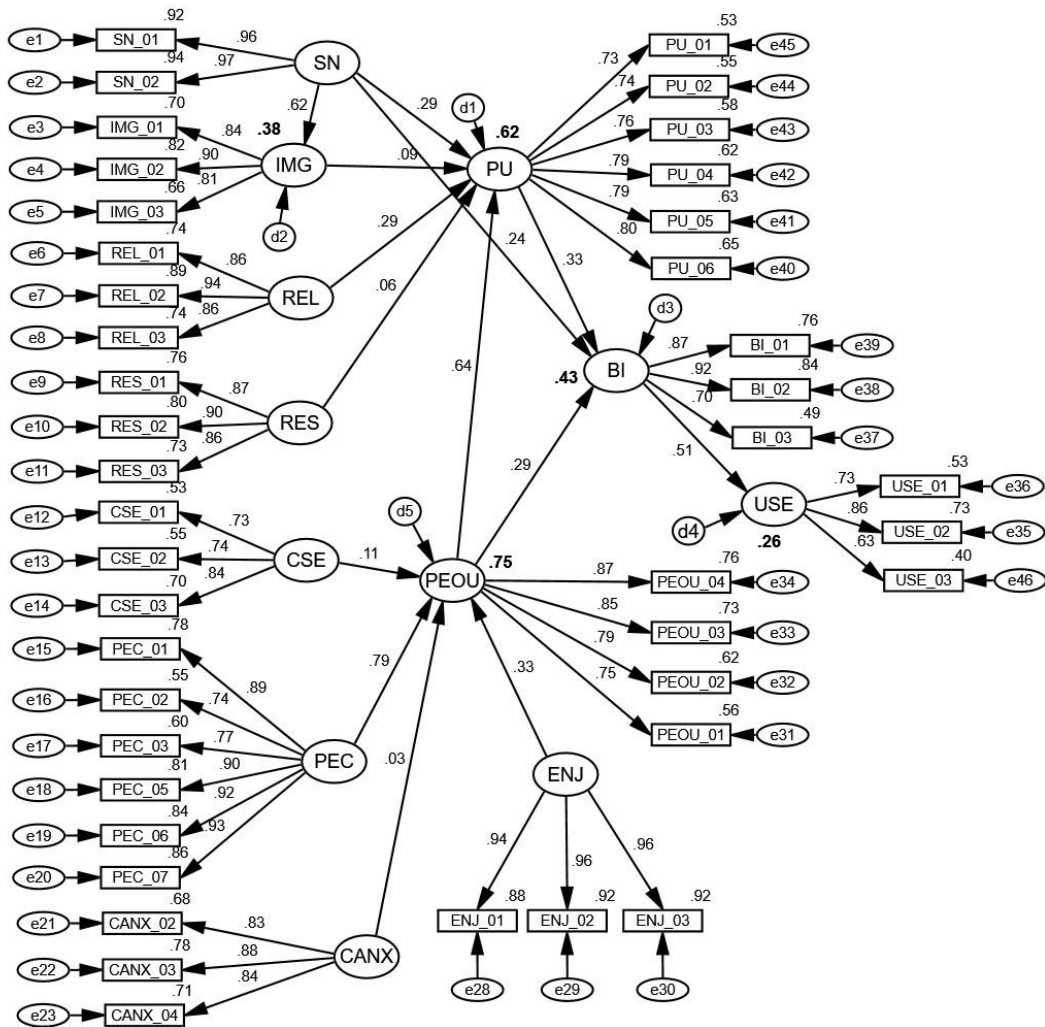 .92
e1 SN_01 .96
.94
e2 SN_02 .97
SN
.70
.62
e3 IMG_01 .84
.38
.82
e4 IMG_02 .90
IMG
.66
e5 IMG_03 .81
d2
.74
e6 REL_01 .86
.89
e7 REL_02 .94
REL
.74
e8 REL_03 .86
.76
e9 RES_01 .87
.80
e10 RES_02 .90
RES
.73
e11 RES_03 .86
.53
e12 CSE_01 .73
.55
e13 CSE_02 .74
CSE
.70
e14 CSE_03 .84
.78
e15 PEC_01 .89
.55
e16 PEC_02 .74
.60
e17 PEC_03 .77
PEC
.81
e18 PEC_05 .90
.84
e19 PEC_06 .92
.86
e20 PEC_07 .93
.68
e21 CANX_02 .83
.78
e22 CANX_03 .88
CANX
.71
e23 CANX_04 .84
.29
.09
.29
.06
.24
.64
.11
.79
.03
.33
.33
.29
.51
d1
.62
PU
.53
.73 PU_01 e45
.55
.74 PU_02 e44
.58
.76 PU_03 e43
.62
.79 PU_04 e42
.63
.79 PU_05 e41
.65
.80 PU_06 e40
d3
BI
.43
.76
.87 BI_01 e39
.84
.92 BI_02 e38
.49
.70 BI_03 e37
USE
d4
.26
.53
.73 USE_01 e36
.73
.86 USE_02 e35
.40
.63 USE_03 e46
d5
PEOU
.75
.76
.87 PEOU_04 e34
.73
.85 PEOU_03 e33
.62
.79 PEOU_02 e32
.56
.75 PEOU_01 e31
ENJ
.94 .96 .96
.88 .92 .92
ENJ_01 ENJ_02 ENJ_03
e28 e29 e30